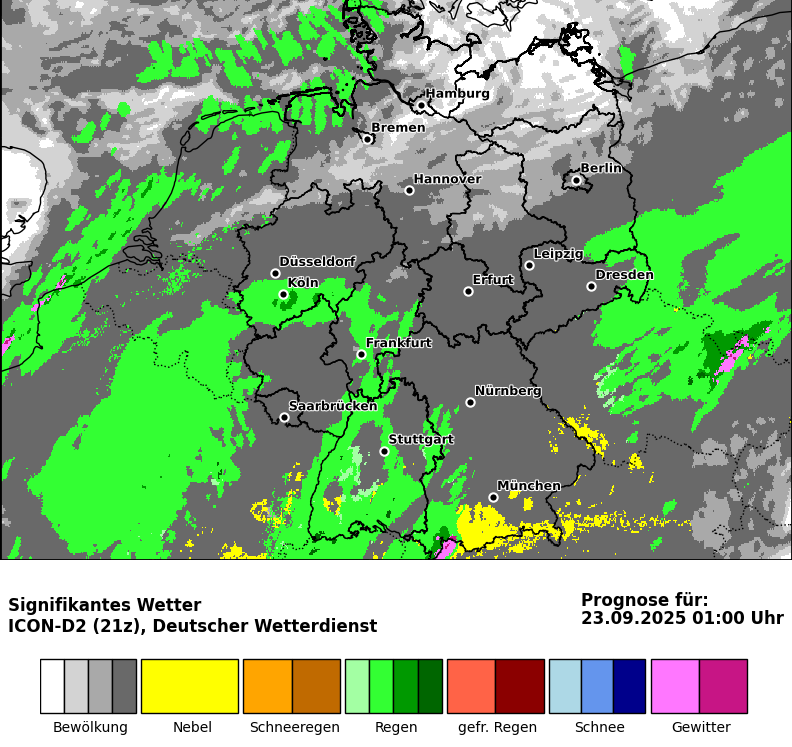 Hamburg
Bremen
Berlin
Hannover
Düsseldorf
Leipzig
Köln
Erfurt
Dresden
Frankfurt
Nürnberg
Saarbrücken
Stuttgart
München
Signifikantes Wetter
ICON-D2 (21z), Deutscher Wetterdienst
Prognose für:
23.09.2025 01:00 Uhr
Bewölkung
Nebel
Schneeregen
Regen
gefr. Regen
Schnee
Gewitter